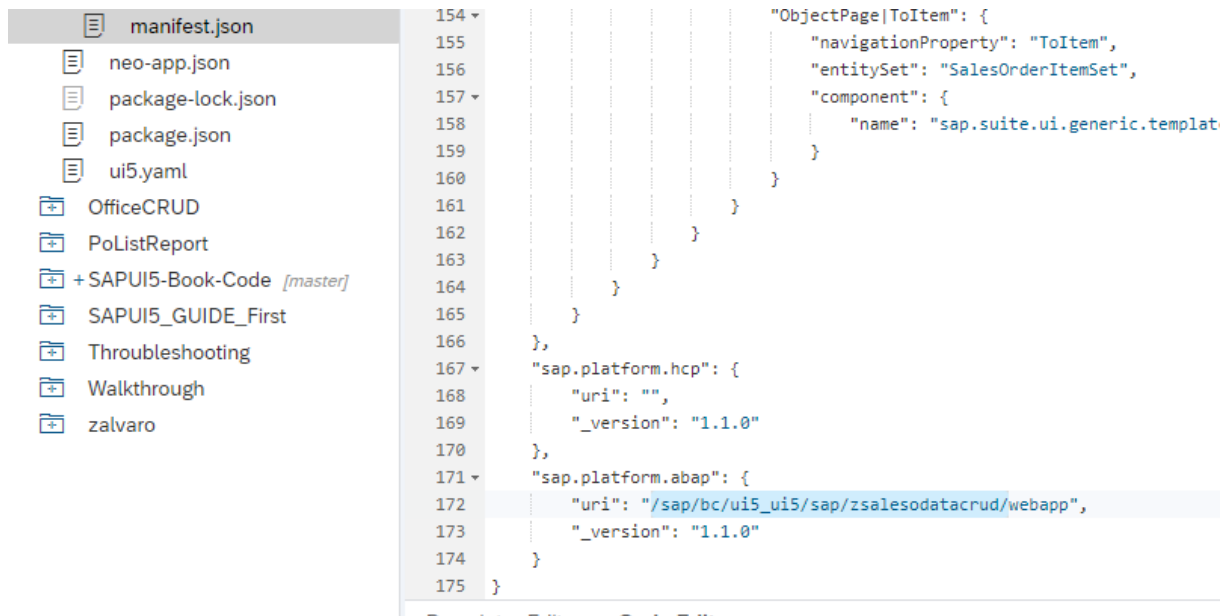 manifest.json
neo-app.json
package-lock.json
package.json
ui5.yaml
OfficeCRUD
PoListReport
+ SAPUI5-Book-Code [master]
SAPUI5_GUIDE_First
Throubleshooting
Walkthrough
zalvaro
154 "ObjectPage|ToItem": {
155 "navigationProperty": "ToItem",
156 "entitySet": "SalesOrderItemSet",
157 "component": {
158 "name": "sap.suite.ui.generic.templat
159 }
160 }
161 }
162 }
163 }
164 }
165 }
166 },
167 "sap.platform.hcp": {
168 "uri": "",
169 "_version": "1.1.0"
170 },
171 "sap.platform.abap": {
172 "uri": "/sap/bc/ui5_ui5/sap/zsalesodatacrud/webapp",
173 "_version": "1.1.0"
174 }
175 }